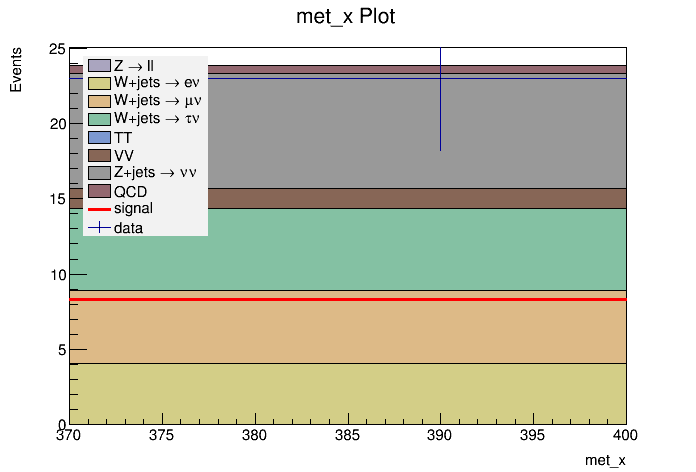 met_x Plot
Events
25
20
15
10
5
0
Z → ll
W+jets → eν
W+jets → μν
W+jets → τν
TT
VV
Z+jets → νν
QCD
signal
data
370 375 380 385 390 395 400
met_x